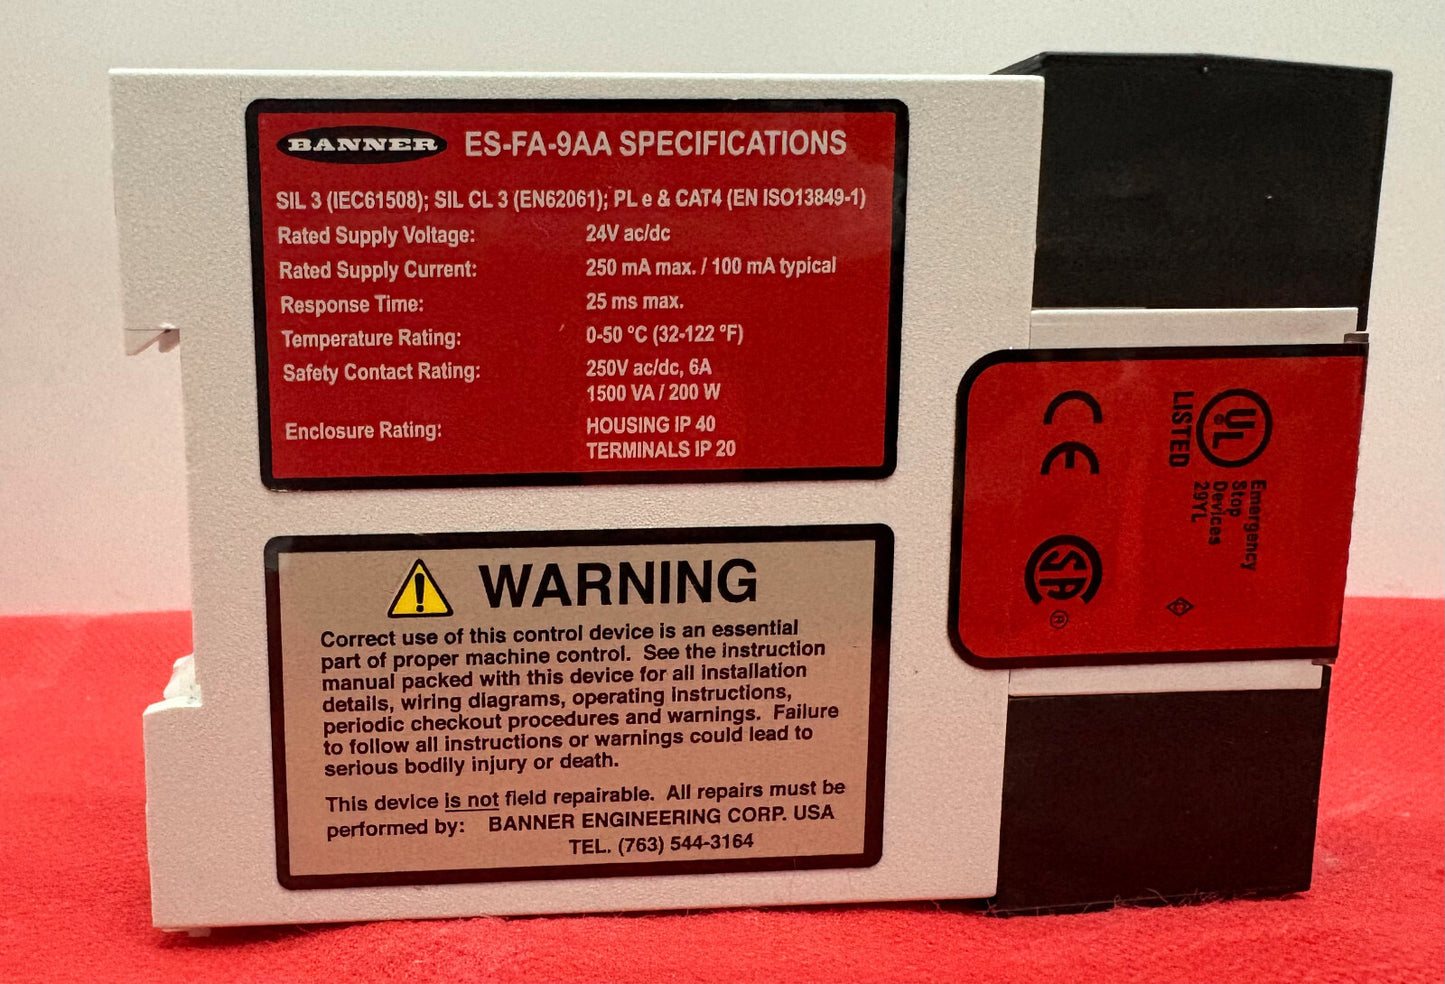 BANNER ES-FA-9AA SPECIFICATIONS
SIL 3 (IEC61508); SIL CL 3 (EN62061); PL e & CAT4 (EN ISO13849-1)
Rated Supply Voltage: 24V ac/dc
Rated Supply Current: 250 mA max. / 100 mA typical
Response Time: 25 ms max.
Temperature Rating: 0-50 °C (32-122 °F)
Safety Contact Rating: 250V ac/dc, 6A
1500 VA / 200 W
Enclosure Rating: HOUSING IP 40
TERMINALS IP 20
WARNING
Correct use of this control device is an essential
part of proper machine control. See the instruction
manual packed with this device for all installation
details, wiring diagrams, operating instructions,
periodic checkout procedures and warnings. Failure
to follow all instructions or warnings could lead to
serious bodily injury or death.
This device is not field repairable. All repairs must be
performed by: BANNER ENGINEERING CORP. USA
TEL. (763) 544-3164
UL
LISTED
Emergency
Stop
Devices
29YL
CE
SA
®